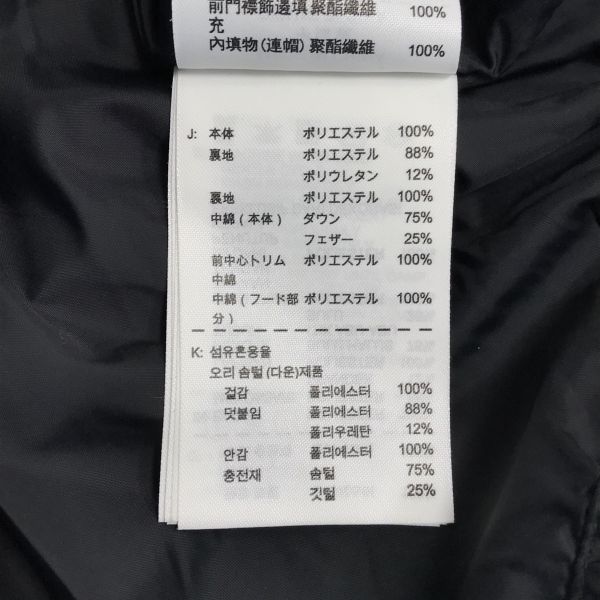 前門襟飾邊填 聚酯纖維 100%
充
內填物 (連帽) 聚酯纖維 100%
J: 本体 ポリエステル 100%
裏地 ポリエステル 88%
ポリウレタン 12%
裏地 ポリエステル 100%
中綿 ( 本体 ) ダウン 75%
フェザー 25%
前中心トリム ポリエステル 100%
中綿
中綿 ( フード部 ポリエステル 100%
分 )
K: 섬유혼용율
오리 솜털 (다운)제품
겉감 폴리에스터 100%
덧붙임 폴리에스터 88%
폴리우레탄 12%
안감 폴리에스터 100%
충전재 솜털 75%
깃털 25%